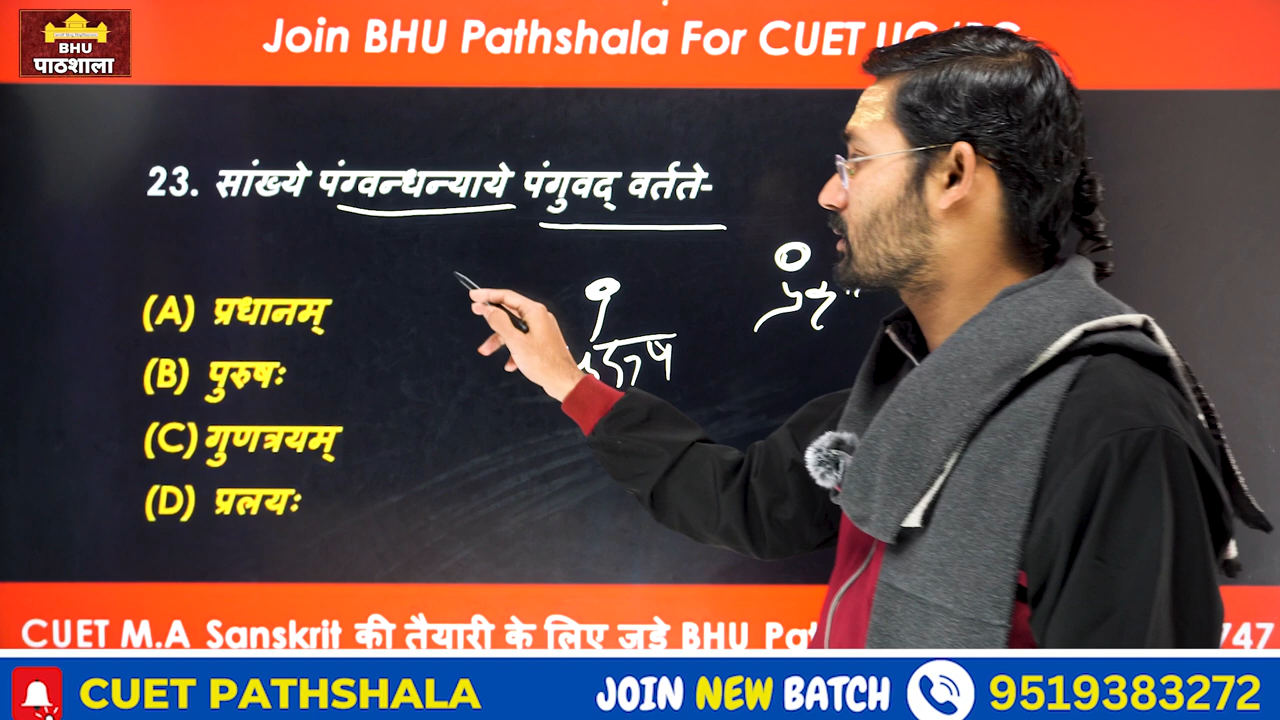 Join BHU Pathshala For CUET
BHU
पाठशाला
23. सांख्ये पंग्वन्धन्याये पंगुवद् वर्तते-
(A) प्रधानम्
(B) पुरुषः
(C) गुणत्रयम्
(D) प्रलयः
CUET M.A Sanskrit की तैयारी के लिए जुड़े BHU
747
CUET PATHSHALA
JOIN NEW BATCH
9519383272